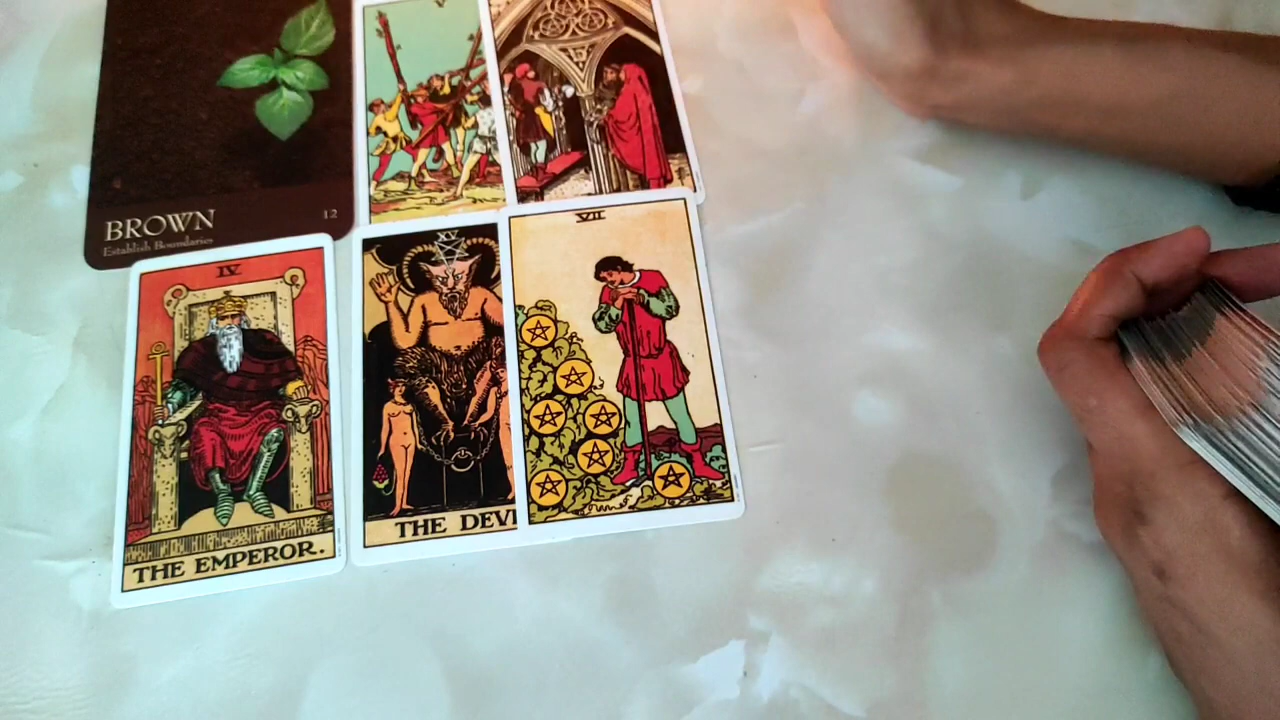 V
BROWN
12
Establish Boundaries
IV
THE EMPEROR.
XV
THE DEVI
VII